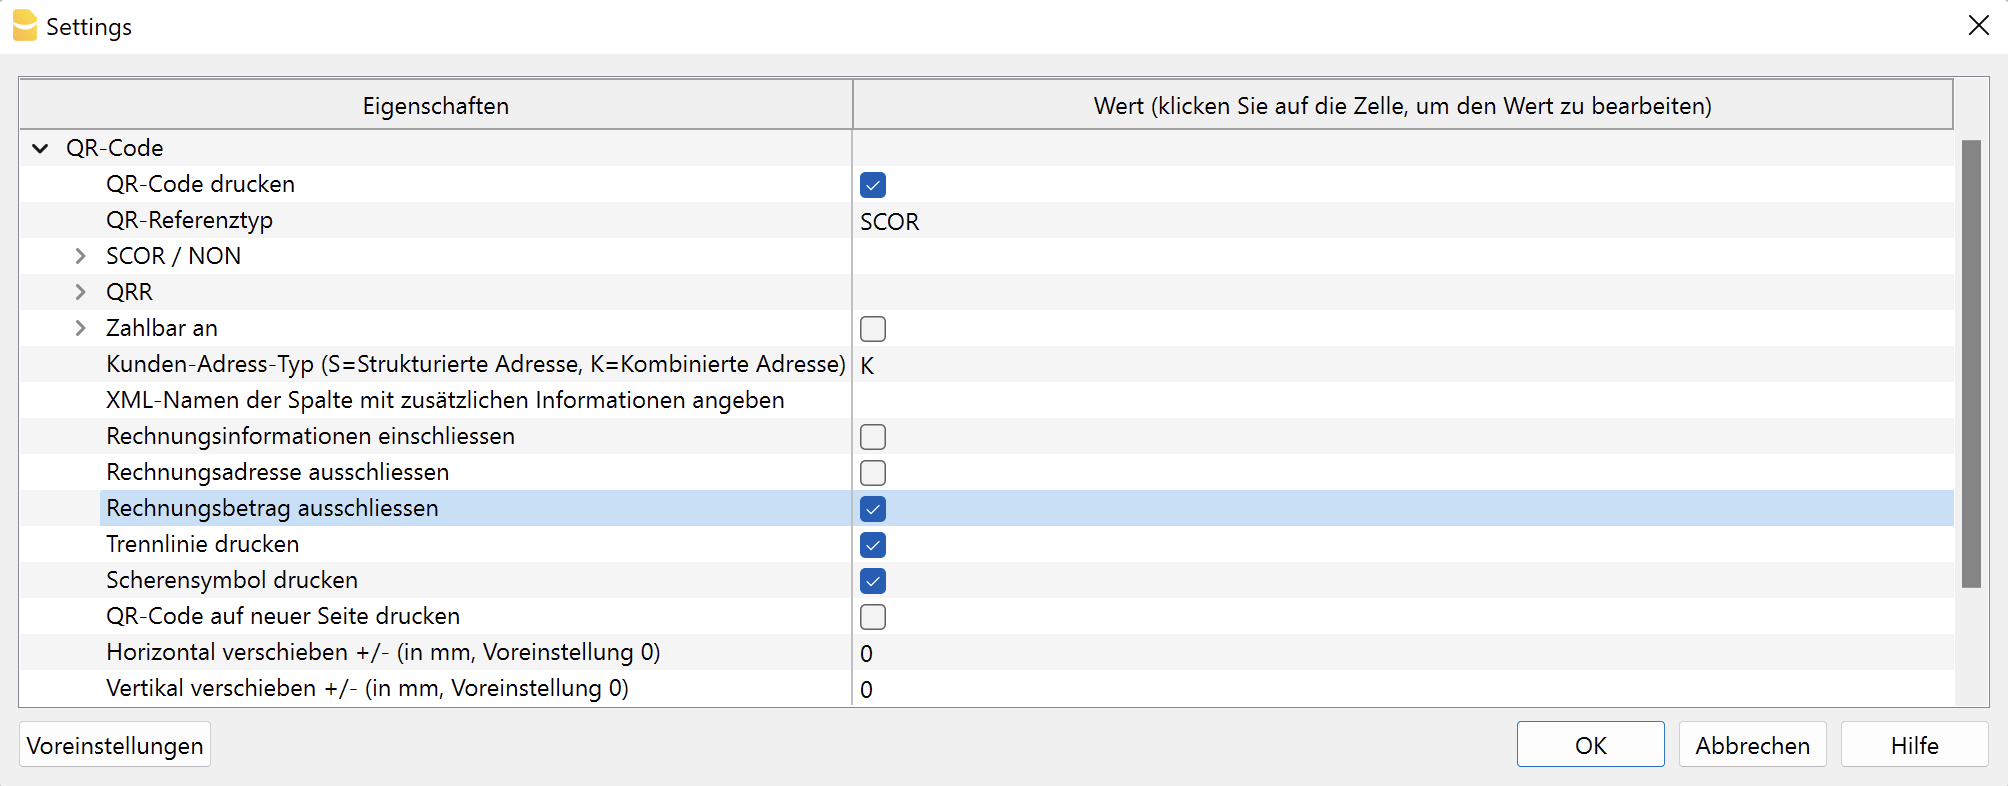 Settings
Eigenschaften Wert (klicken Sie auf die Zelle, um den Wert zu bearbeiten)
QR-Code
QR-Code drucken
QR-Referenztyp SCOR
SCOR / NON
QRR
Zahlbar an
Kunden-Adress-Typ (S=Strukturierte Adresse, K=Kombinierte Adresse) K
XML-Namen der Spalte mit zusätzlichen Informationen angeben
Rechnungsinformationen einschliessen
Rechnungsadresse ausschliessen
Rechnungsbetrag ausschliessen
Trennlinie drucken
Scherensymbol drucken
QR-Code auf neuer Seite drucken
Horizontal verschieben +/- (in mm, Voreinstellung 0) 0
Vertikal verschieben +/- (in mm, Voreinstellung 0) 0
Voreinstellungen OK Abbrechen Hilfe